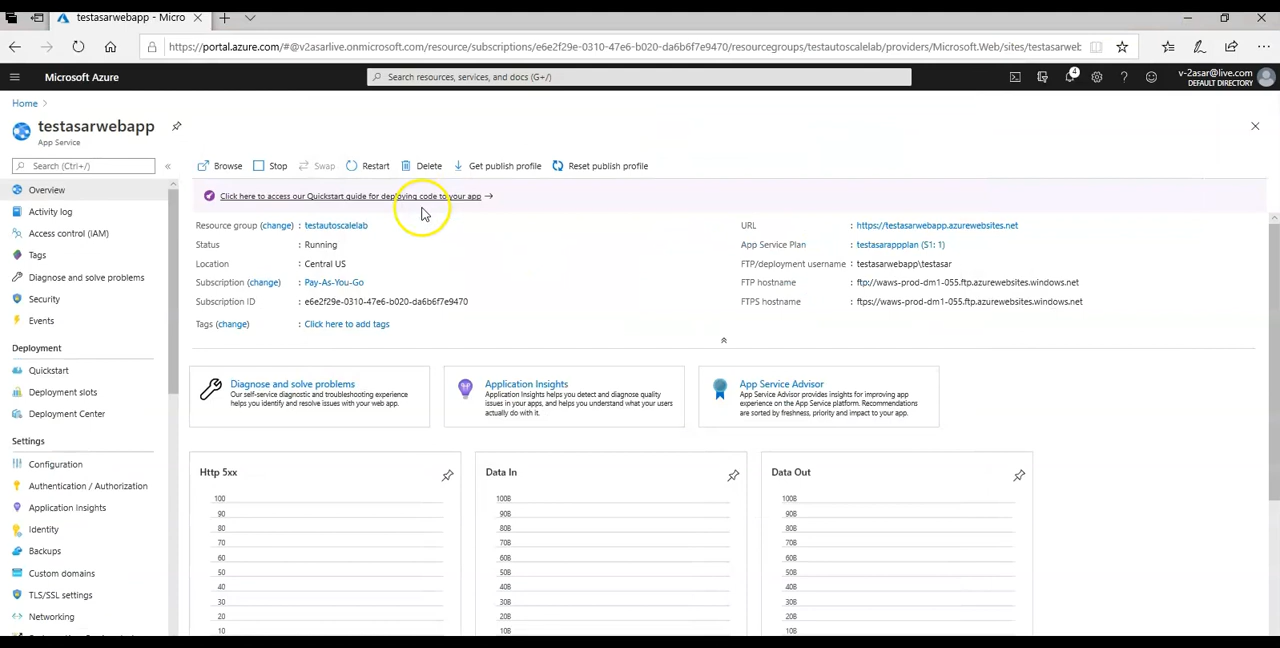 testasarwebapp - Micro
https://portal.azure.com/#@v2asarlive.onmicrosoft.com/resource/subscriptions/e6e2f29e-0310-47e6-b020-da6b6f7e9470/resourcegroups/testautoscalelab/providers/Microsoft.Web/sites/testasarwebapp
Microsoft Azure
Search resources, services, and docs (G+/)
4
v-2asar@live.com
DEFAULT DIRECTORY
Home
testasarwebapp
App Service
Search (Ctrl+/)
Browse Stop Swap Restart Delete Get publish profile Reset publish profile
Click here to access our Quickstart guide for deploying code to your app →
Overview
Activity log
Access control (IAM)
Tags
Diagnose and solve problems
Security
Events
Deployment
Quickstart
Deployment slots
Deployment Center
Settings
Configuration
Authentication / Authorization
Application Insights
Identity
Backups
Custom domains
TLS/SSL settings
Networking
Resource group (change) : testautoscalelab
Status : Running
Location : Central US
Subscription (change) : Pay-As-You-Go
Subscription ID : e6e2f29e-0310-47e6-b020-da6b6f7e9470
Tags (change) : Click here to add tags
URL : https://testasarwebapp.azurewebsites.net
App Service Plan : testasarappplan (S1: 1)
FTP/deployment username : testasarwebapp\testasar
FTP hostname : ftp://waws-prod-dm1-055.ftp.azurewebsites.windows.net
FTPS hostname : ftps://waws-prod-dm1-055.ftp.azurewebsites.windows.net
Diagnose and solve problems
Our self-service diagnostic and troubleshooting experience
helps you identify and resolve issues with your web app.
Application Insights
Application Insights helps you detect and diagnose quality
issues in your apps, and helps you understand what your users
actually do with it.
App Service Advisor
App Service Advisor provides insights for improving app
experience on the App Service platform. Recommendations
are sorted by freshness, priority and impact to your app.
Http 5xx
100
90
80
70
60
50
40
30
20
10
Data In
100B
90B
80B
70B
60B
50B
40B
30B
20B
10B
Data Out
100B
90B
80B
70B
60B
50B
40B
30B
20B
10B